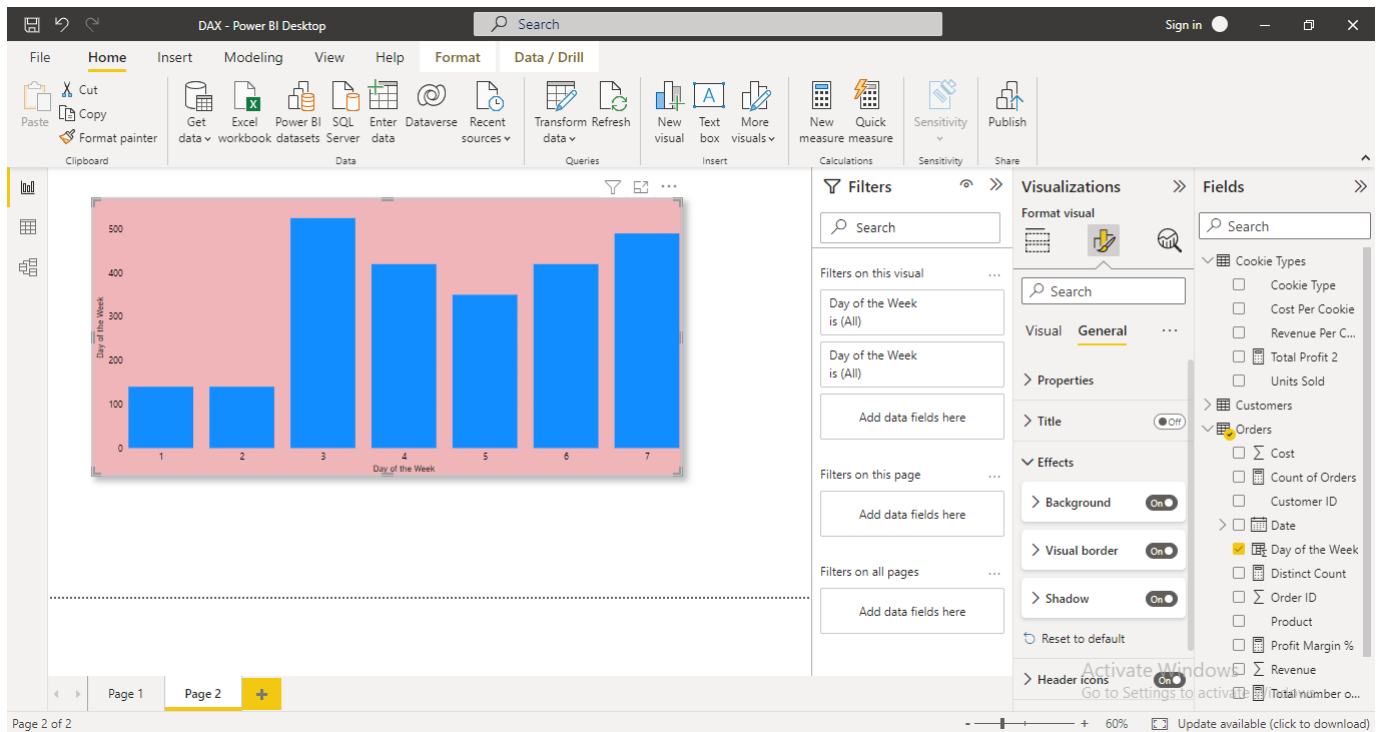 DAX - Power BI Desktop
Search
Sign in
File Home Insert Modeling View Help Format Data / Drill
Paste
Cut
Copy
Format painter
Clipboard
Get data
Excel workbook
Power BI datasets
SQL Server
Enter data
Dataverse
Recent sources
Data
Transform data
Refresh
Queries
New visual
Text box
More visuals
Insert
New measure
Quick measure
Calculations
Sensitivity
Sensitivity
Publish
Share
500
400
300
200
100
0
Day of the Week
1 2 3 4 5 6 7
Day of the Week
Filters
Search
Filters on this visual
Day of the Week
is (All)
Day of the Week
is (All)
Add data fields here
Filters on this page
Add data fields here
Filters on all pages
Add data fields here
Visualizations
Format visual
Search
Visual General
Properties
Title Off
Effects
Background On
Visual border On
Shadow On
Reset to default
Header icons On
Fields
Search
Cookie Types
Cookie Type
Cost Per Cookie
Revenue Per C...
Total Profit 2
Units Sold
Customers
Orders
Cost
Count of Orders
Customer ID
Date
Day of the Week
Distinct Count
Order ID
Product
Profit Margin %
Revenue
Total number o...
Activate Windows
Go to Settings to activate Windows.
Page 1 Page 2 +
Page 2 of 2
- + 60%
Update available (click to download)